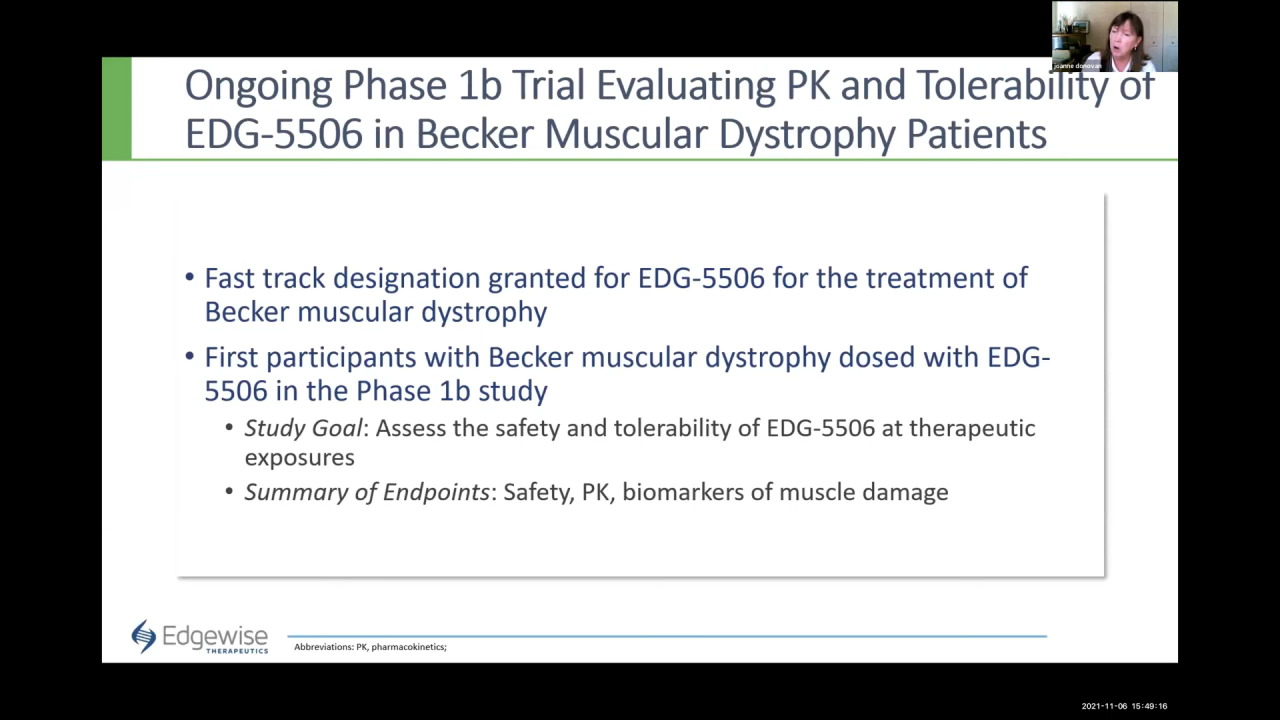 joanne donovan
Ongoing Phase 1b Trial Evaluating PK and Tolerability of
EDG-5506 in Becker Muscular Dystrophy Patients
• Fast track designation granted for EDG-5506 for the treatment of
Becker muscular dystrophy
• First participants with Becker muscular dystrophy dosed with EDG-
5506 in the Phase 1b study
• Study Goal: Assess the safety and tolerability of EDG-5506 at therapeutic
exposures
• Summary of Endpoints: Safety, PK, biomarkers of muscle damage
Edgewise
THERAPEUTICS
Abbreviations: PK, pharmacokinetics;
2021-11-06 15:49:16